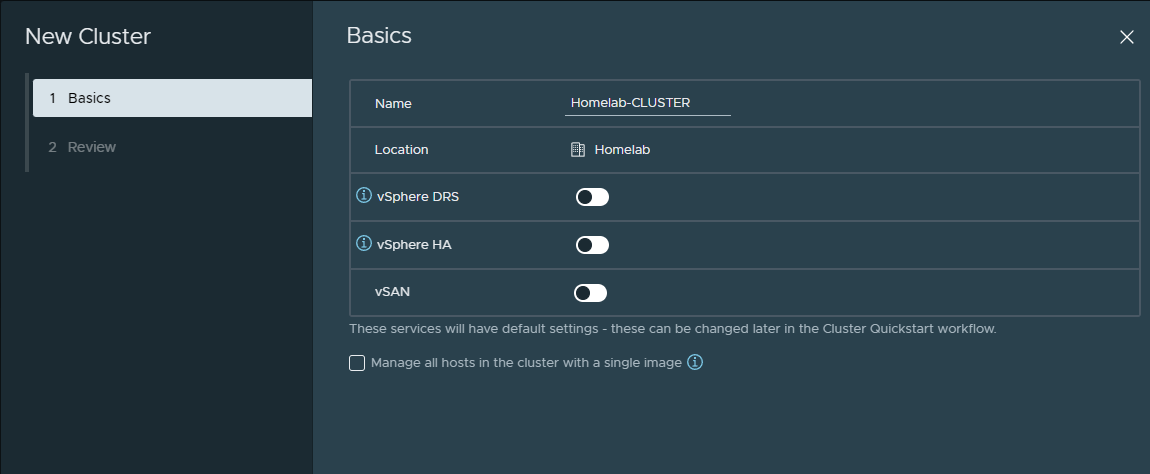 New Cluster
1 Basics
2 Review
Basics
Name Homelab-CLUSTER
Location Homelab
vSphere DRS
vSphere HA
vSAN
These services will have default settings - these can be changed later in the Cluster Quickstart workflow.
Manage all hosts in the cluster with a single image